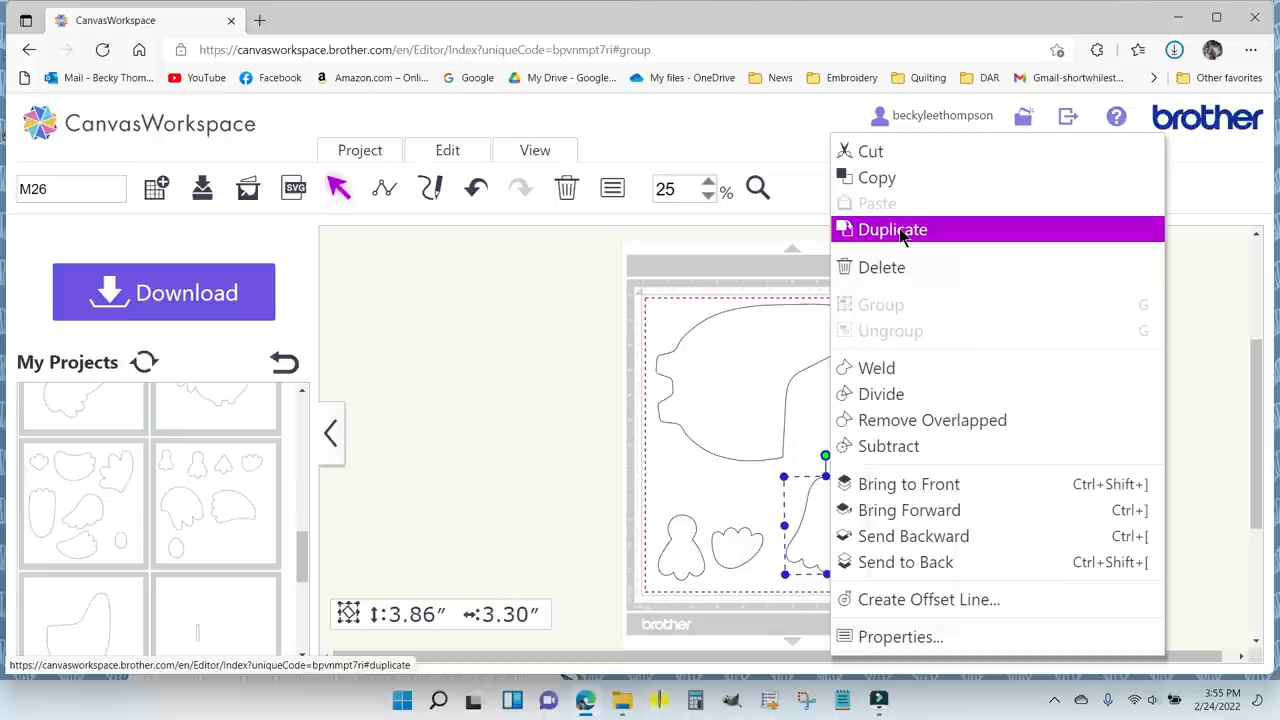 CanvasWorkspace
https://canvasworkspace.brother.com/en/Editor/Index?uniqueCode=bpvnmpt7ri#group
Mail - Becky Thom...
YouTube
Facebook
Amazon.com – Onli...
Google
My Drive - Google...
My files - OneDrive
News
Embroidery
Quilting
DAR
Gmail-shortwhilest...
Other favorites
CanvasWorkspace
beckyleethompson
brother
Project
Edit
View
M26
SVG
25
%
Download
My Projects
Cut
Copy
Paste
Duplicate
Delete
Group G
Ungroup G
Weld
Divide
Remove Overlapped
Subtract
Bring to Front Ctrl+Shift+]
Bring Forward Ctrl+]
Send Backward Ctrl+[
Send to Back Ctrl+Shift+[
Create Offset Line...
Properties...
3.86″ 3.30″
brother
https://canvasworkspace.brother.com/en/Editor/Index?uniqueCode=bpvnmpt7ri#duplicate
3:55 PM
2/24/2022